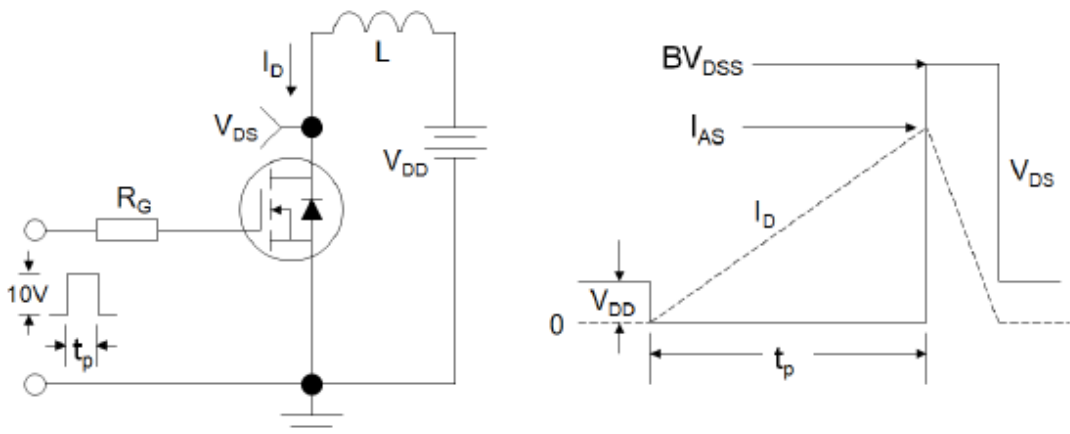 L
I_D
V_DS
V_DD
R_G
10V
t_p
BV_DSS
I_AS
V_DS
I_D
V_DD
0
t_p